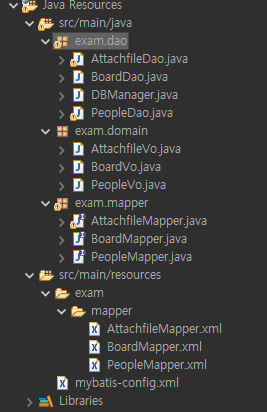 Java Resources
src/main/java
exam.dao
AttachfileDao.java
BoardDao.java
DBManager.java
PeopleDao.java
exam.domain
AttachfileVo.java
BoardVo.java
PeopleVo.java
exam.mapper
AttachfileMapper.java
BoardMapper.java
PeopleMapper.java
src/main/resources
exam
mapper
AttachfileMapper.xml
BoardMapper.xml
PeopleMapper.xml
mybatis-config.xml
Libraries